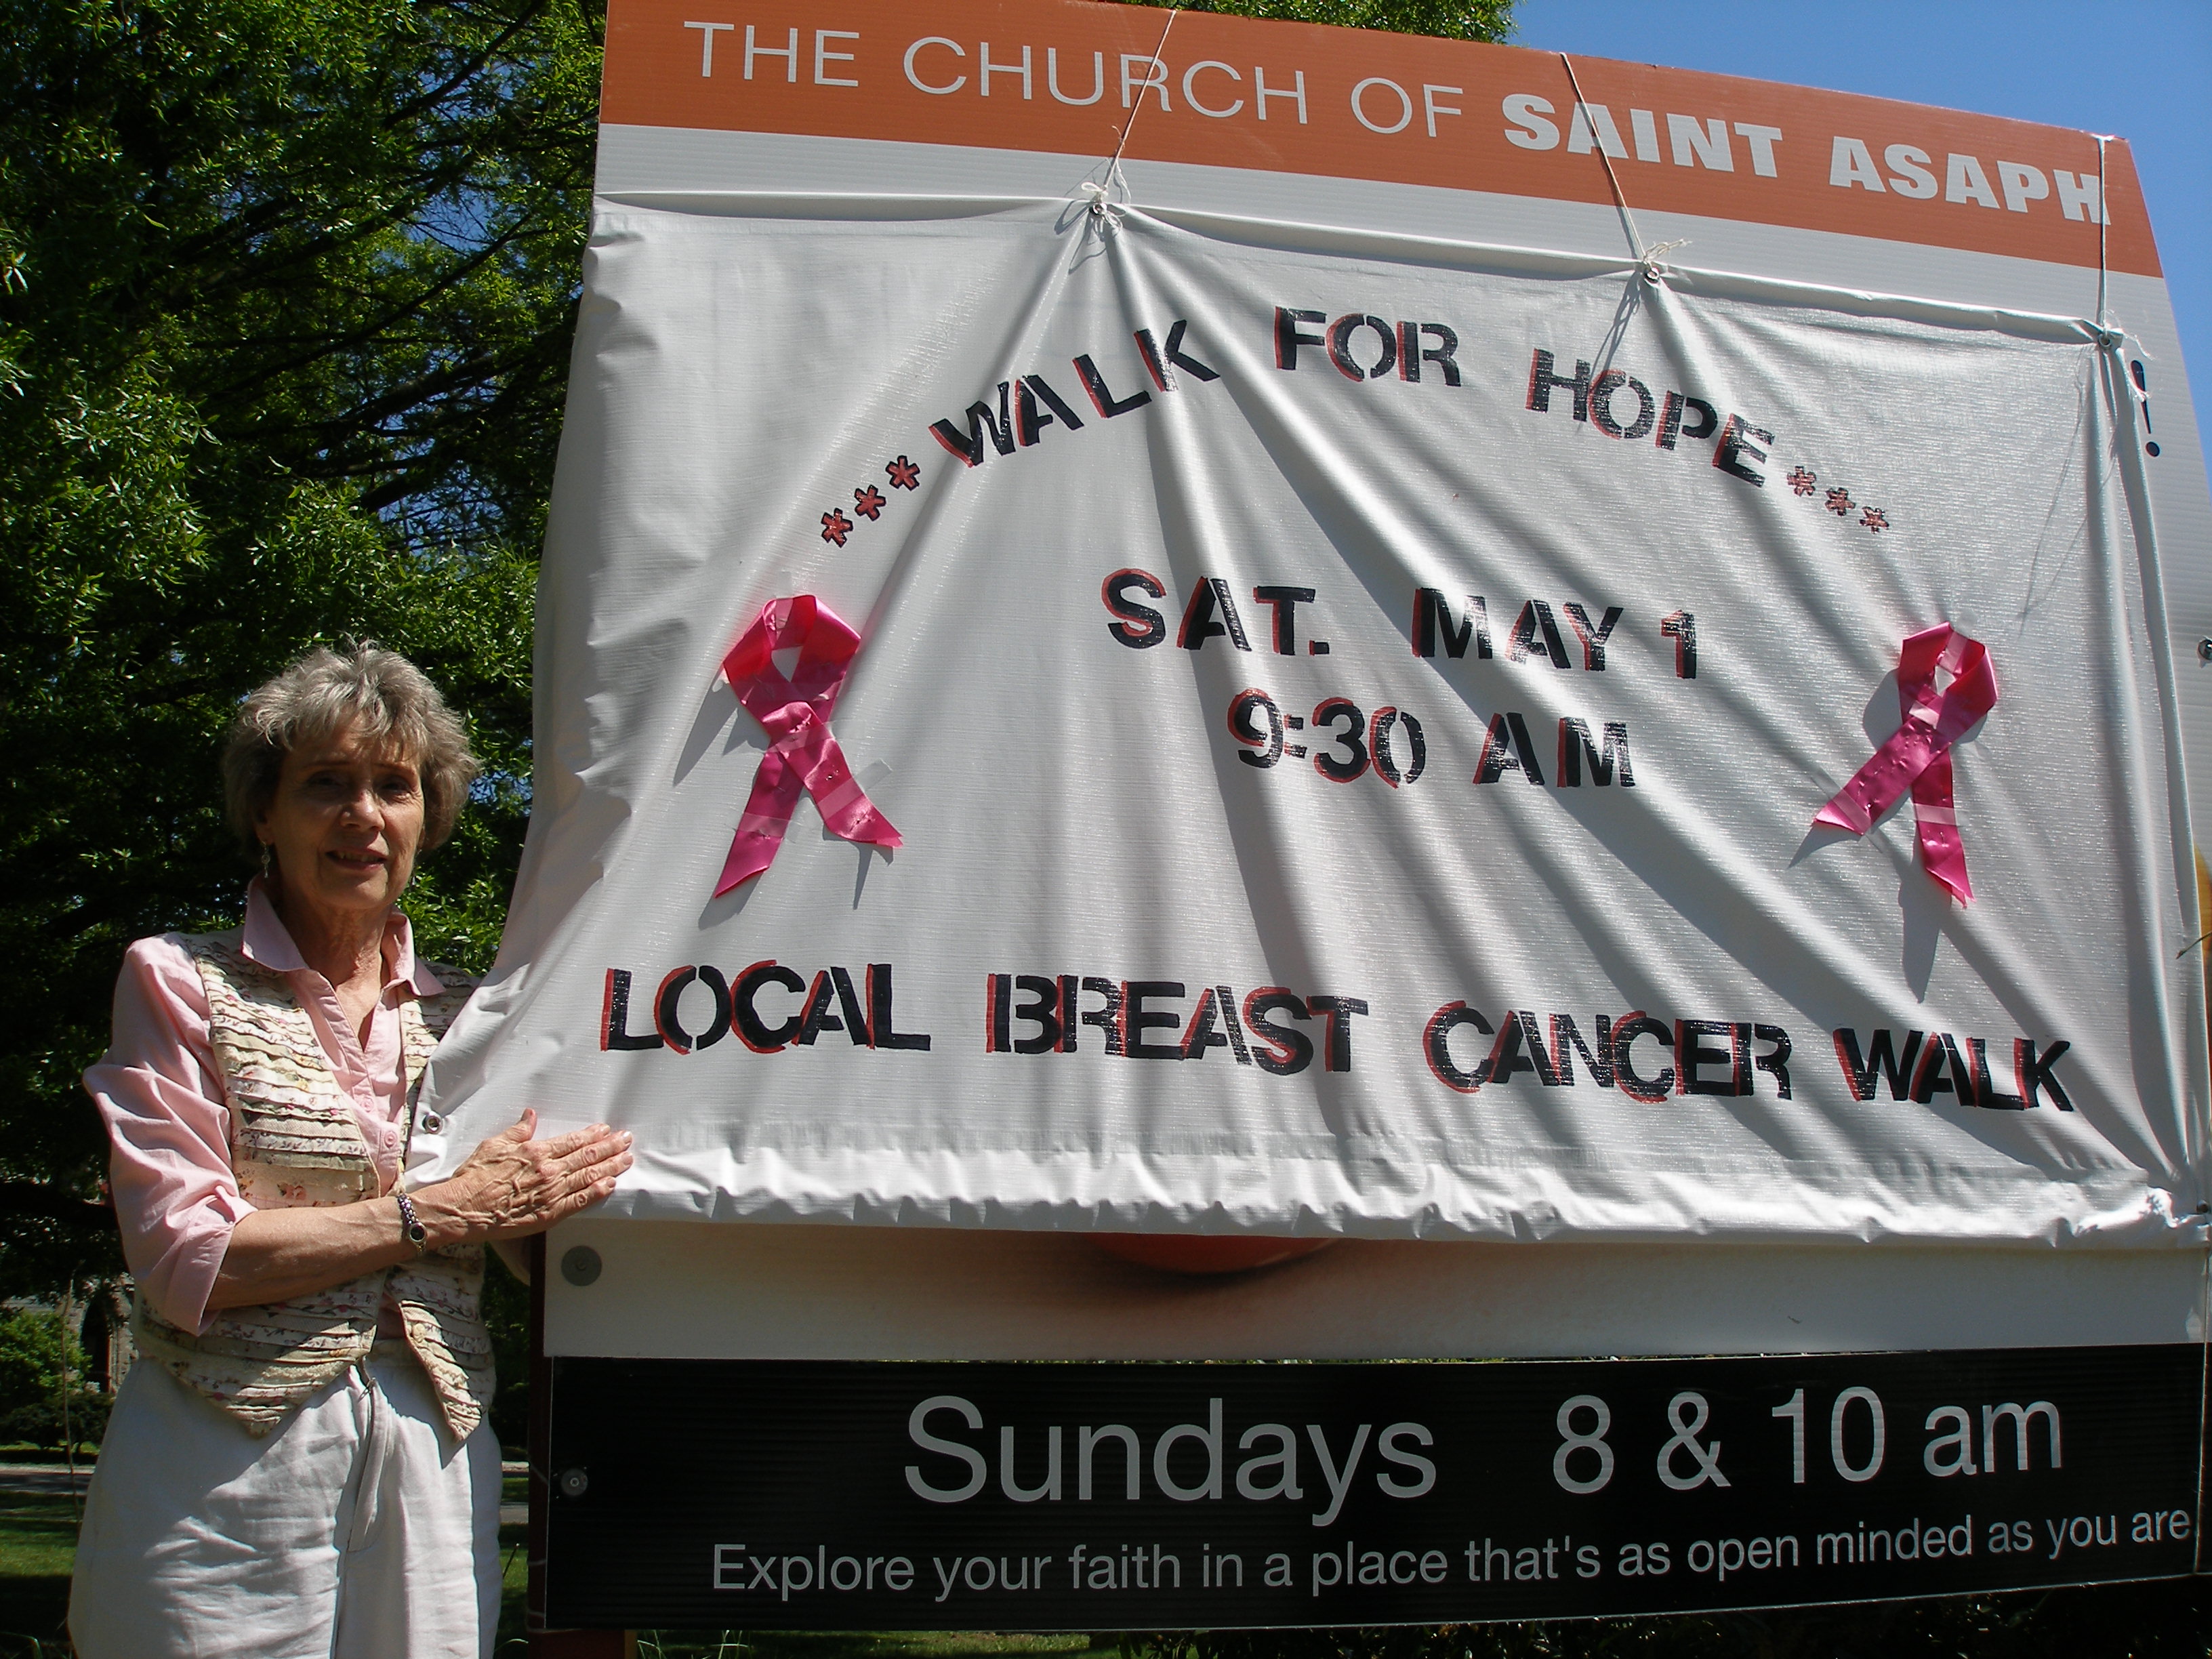 THE CHURCH OF SAINT ASAPH
***WALK FOR HOPE***
!
SAT. MAY 1
9:30 AM
LOCAL BREAST CANCER WALK
Sundays 8 & 10 am
Explore your faith in a place that's as open minded as you are